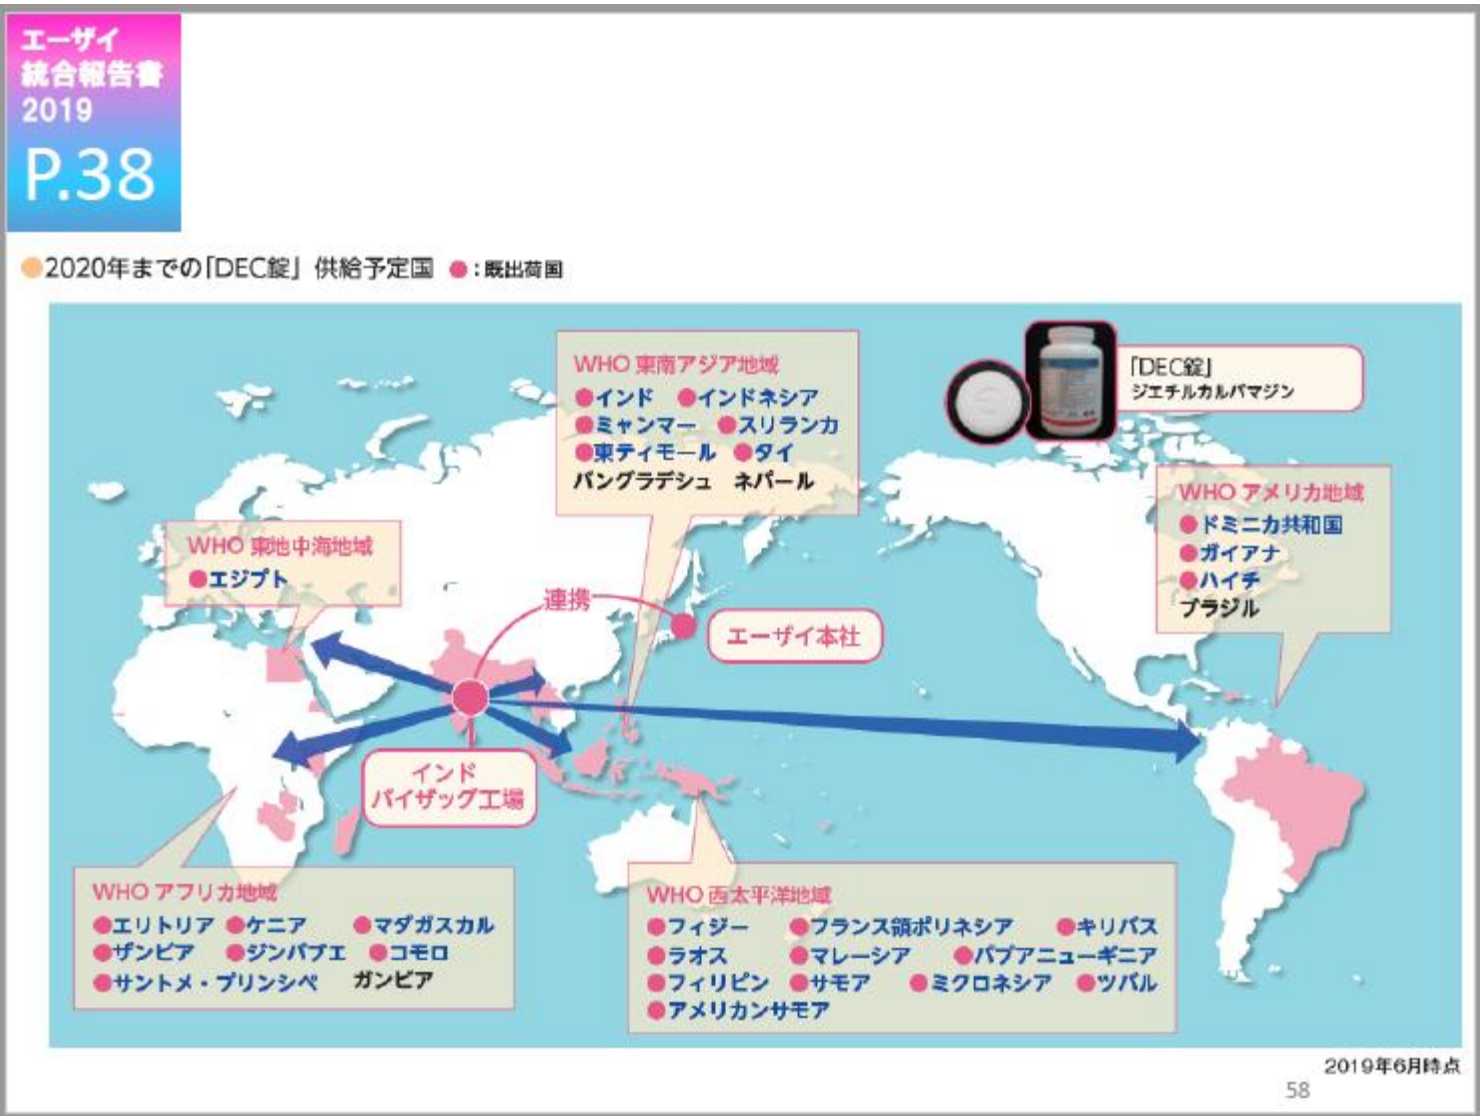 エーザイ
統合報告書
2019
P.38
●2020年までの「DEC錠」供給予定国 ●:既出荷国
WHO 東南アジア地域
●インド ●インドネシア
●ミャンマー ●スリランカ
●東ティモール ●タイ
バングラデシュ ネパール
「DEC錠」
ジエチルカルバマジン
WHO アメリカ地域
●ドミニカ共和国
●ガイアナ
●ハイチ
ブラジル
WHO 東地中海地域
●エジプト
連携
エーザイ本社
インド
バイザッグ工場
WHO アフリカ地域
●エリトリア ●ケニア ●マダガスカル
●ザンビア ●ジンバブエ ●コモロ
●サントメ・プリンシペ ガンビア
WHO 西太平洋地域
●フィジー ●フランス領ポリネシア ●キリバス
●ラオス ●マレーシア ●パプアニューギニア
●フィリピン ●サモア ●ミクロネシア ●ツバル
●アメリカンサモア
2019年6月時点
58